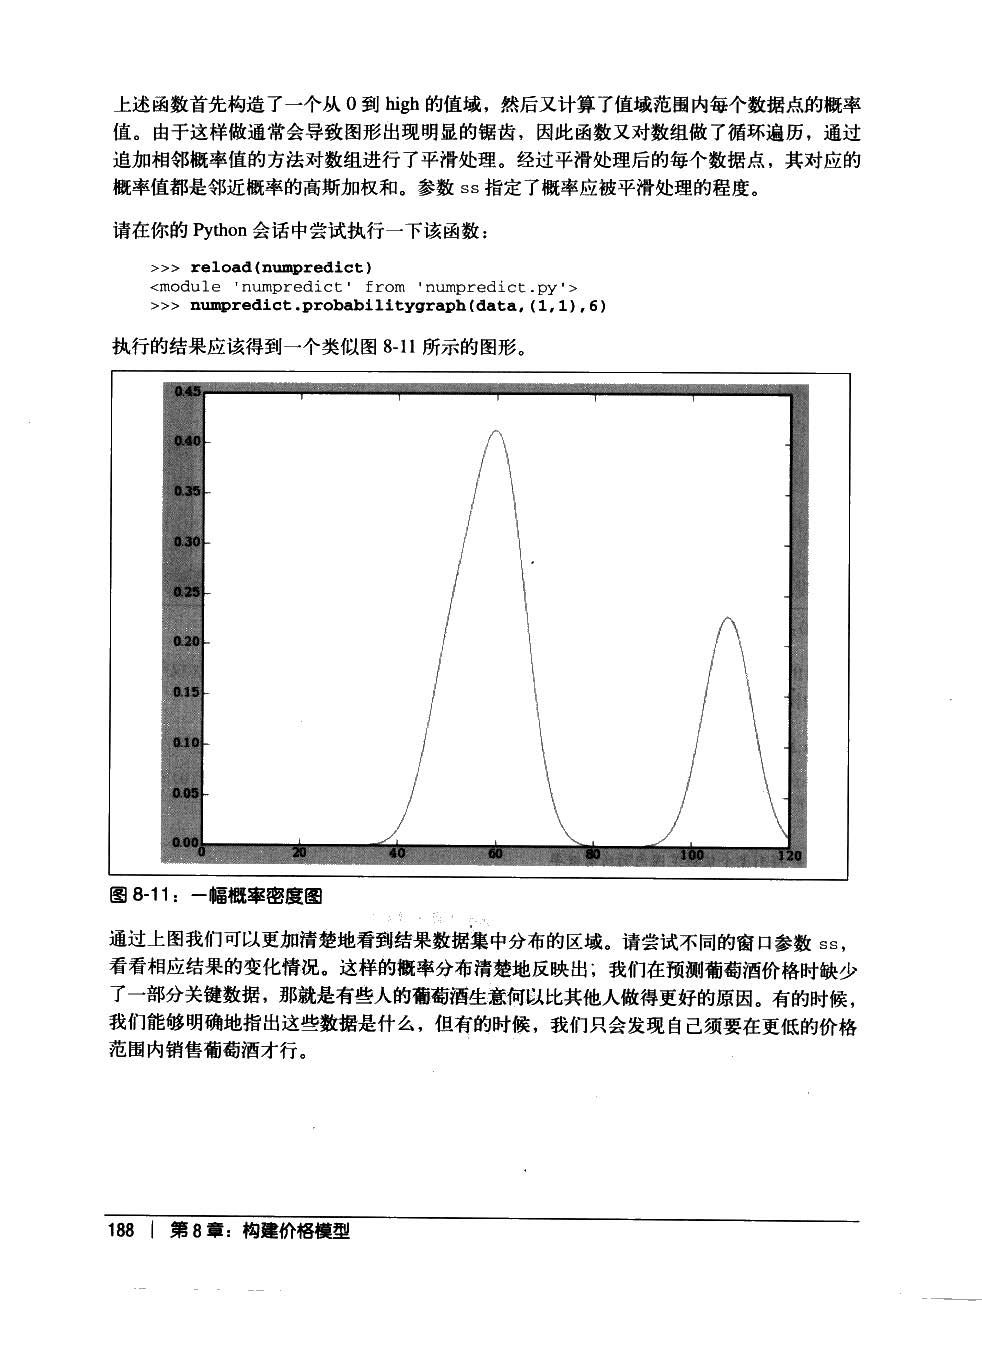 上述函数首先构造了一个从 0 到 high 的值域，然后又计算了值域范围内每个数据点的概率
值。由于这样做通常会导致图形出现明显的锯齿，因此函数又对数组做了循环遍历，通过
追加相邻概率值的方法对数组进行了平滑处理。经过平滑处理后的每个数据点，其对应的
概率值都是邻近概率的高斯加权和。参数 ss 指定了概率应被平滑处理的程度。
请在你的 Python 会话中尝试执行一下该函数：
>>> reload(numpredict)
<module 'numpredict' from 'numpredict.py'>
>>> numpredict.probabilitygraph(data,(1,1),6)
执行的结果应该得到一个类似图 8-11 所示的图形。
0.45
0.40
0.35
0.30
0.25
0.20
0.15
0.10
0.05
0.00
0 20 40 60 80 100 120
图 8-11：一幅概率密度图
通过上图我们可以更加清楚地看到结果数据集中分布的区域。请尝试不同的窗口参数 ss，
看看相应结果的变化情况。这样的概率分布清楚地反映出；我们在预测葡萄酒价格时缺少
了一部分关键数据，那就是有些人的葡萄酒生意何以比其他人做得更好的原因。有的时候，
我们能够明确地指出这些数据是什么，但有的时候，我们只会发现自己须要在更低的价格
范围内销售葡萄酒才行。
188 | 第 8 章：构建价格模型